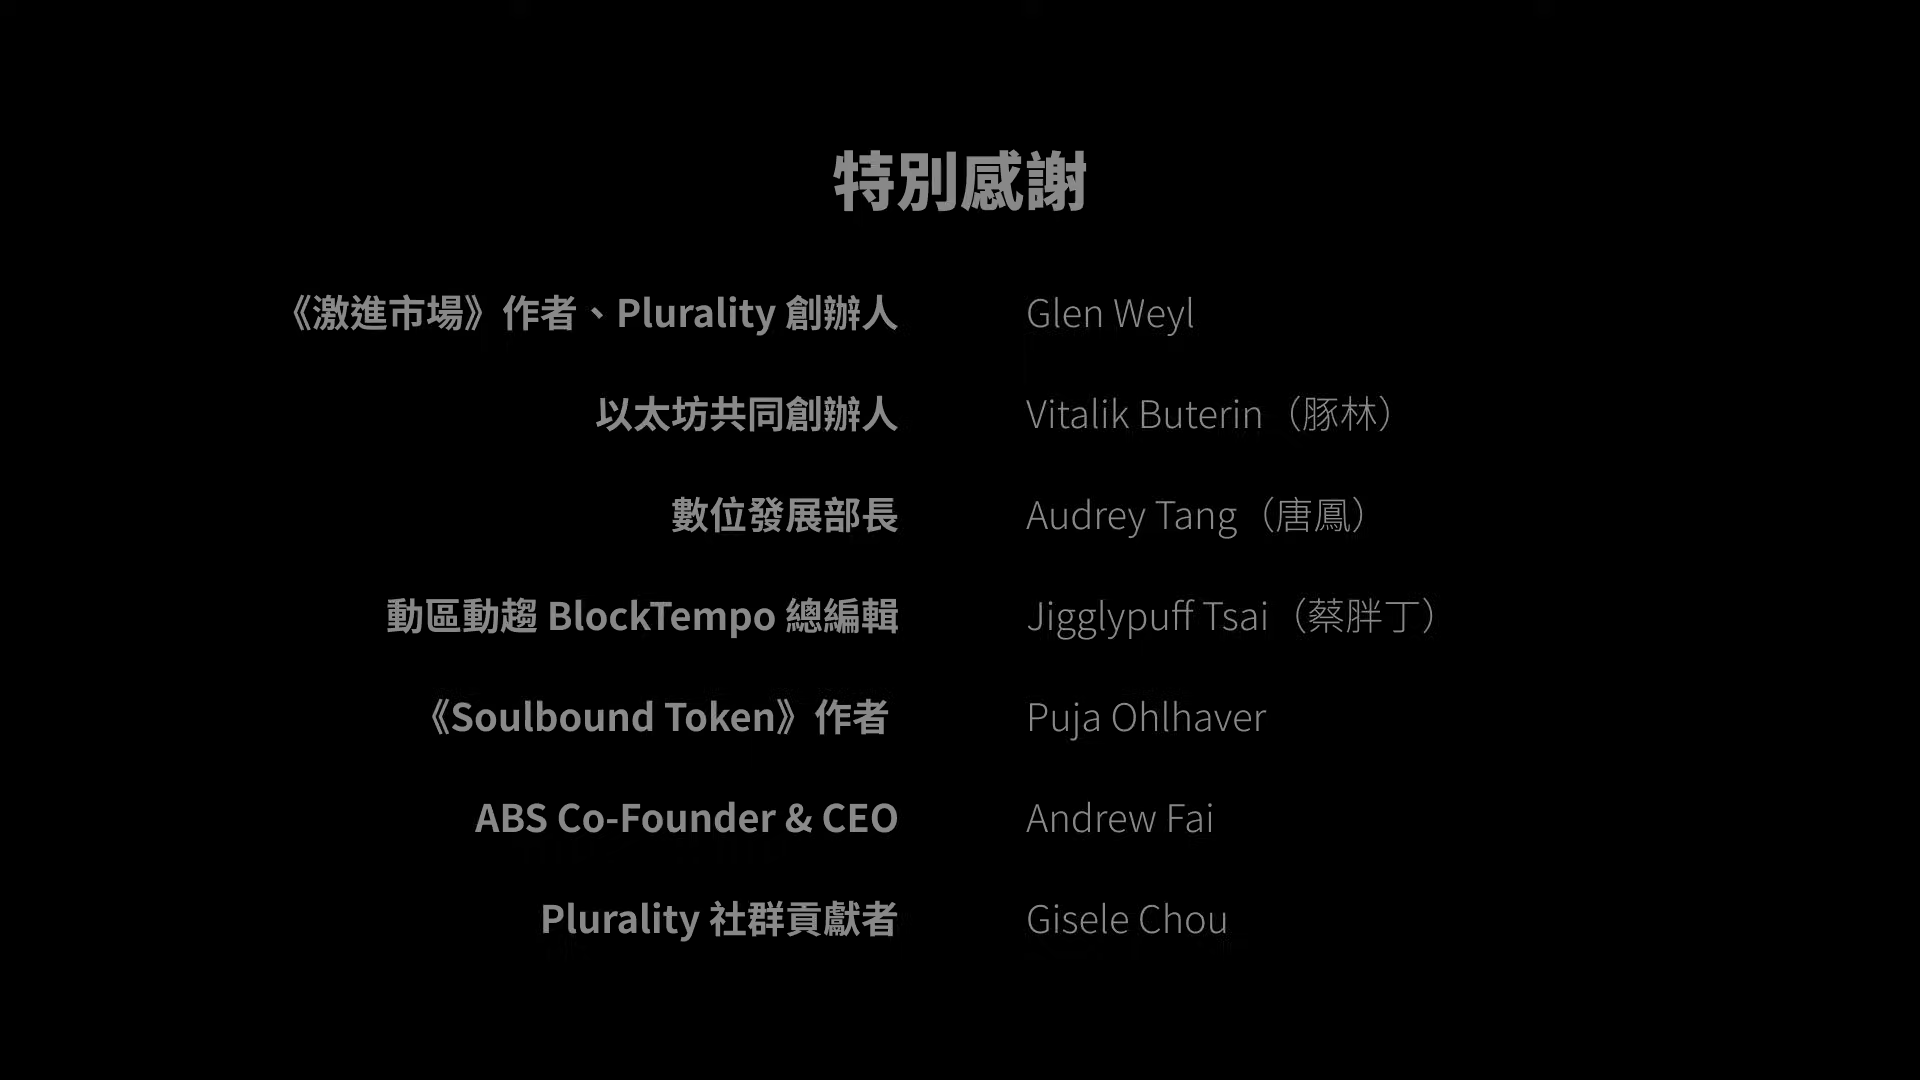 特別感謝
《激進市場》作者、Plurality 創辦人 Glen Weyl
以太坊共同創辦人 Vitalik Buterin（豚林）
數位發展部長 Audrey Tang（唐鳳）
動區動趨 BlockTempo 總編輯 Jigglypuff Tsai（蔡胖丁）
《Soulbound Token》作者 Puja Ohlhaver
ABS Co-Founder & CEO Andrew Fai
Plurality 社群貢獻者 Gisele Chou